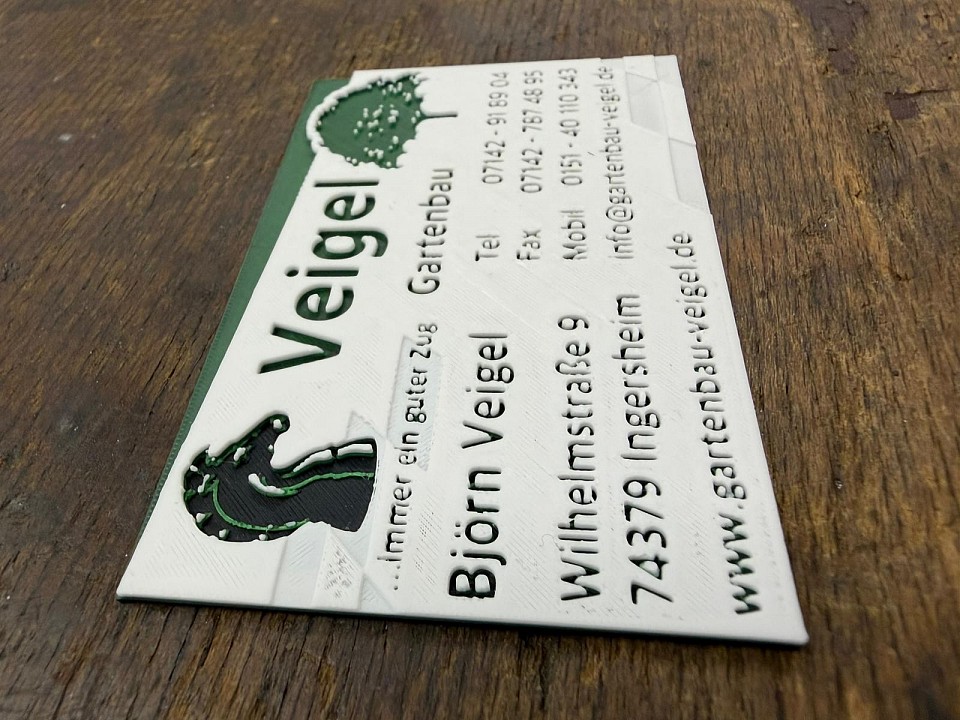 Veigel
...immer ein guter Zug
Gartenbau
Björn Veigel
Wilhelmstraße 9
74379 Ingersheim
Tel 07142 - 91 89 04
Fax 07142 - 787 48 95
Mobil 0151 - 40 110 343
info@gartenbau-veigel.de
www.gartenbau-veigel.de